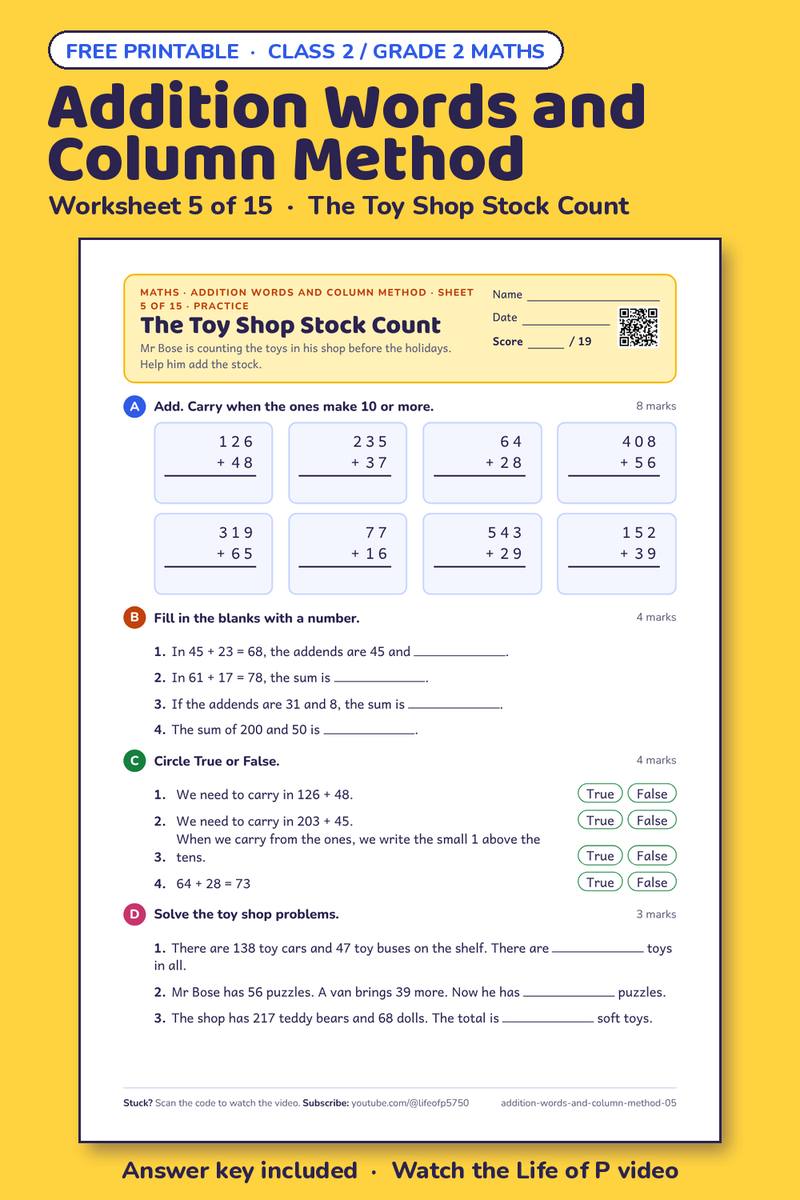 FREE PRINTABLE · CLASS 2 / GRADE 2 MATHS
Addition Words and
Column Method
Worksheet 5 of 15 · The Toy Shop Stock Count
MATHS · ADDITION WORDS AND COLUMN METHOD · SHEET
5 OF 15 · PRACTICE
The Toy Shop Stock Count
Mr Bose is counting the toys in his shop before the holidays.
Help him add the stock.
Name
Date
Score ______ / 19
A Add. Carry when the ones make 10 or more. 8 marks
126 235 64 408
+ 48 + 37 + 28 + 56
319 77 543 152
+ 65 + 16 + 29 + 39
B Fill in the blanks with a number. 4 marks
1. In 45 + 23 = 68, the addends are 45 and ____________.
2. In 61 + 17 = 78, the sum is ____________.
3. If the addends are 31 and 8, the sum is ____________.
4. The sum of 200 and 50 is ____________.
C Circle True or False. 4 marks
1. We need to carry in 126 + 48. True False
2. We need to carry in 203 + 45. True False
When we carry from the ones, we write the small 1 above the
3. tens. True False
4. 64 + 28 = 73 True False
D Solve the toy shop problems. 3 marks
1. There are 138 toy cars and 47 toy buses on the shelf. There are ____________ toys
in all.
2. Mr Bose has 56 puzzles. A van brings 39 more. Now he has ____________ puzzles.
3. The shop has 217 teddy bears and 68 dolls. The total is ____________ soft toys.
Stuck? Scan the code to watch the video. Subscribe: youtube.com/@lifeofp5750 addition-words-and-column-method-05
Answer key included · Watch the Life of P video